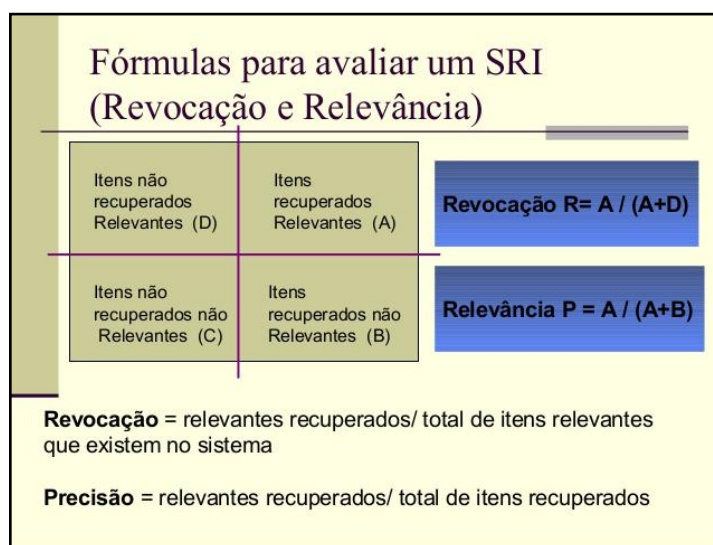 Fórmulas para avaliar um SRI
(Revocação e Relevância)
Itens não
recuperados
Relevantes (D)
Itens
recuperados
Relevantes (A)
Revocação R= A / (A+D)
Itens não
recuperados não
Relevantes (C)
Itens
recuperados não
Relevantes (B)
Relevância P = A / (A+B)
Revocação = relevantes recuperados/ total de itens relevantes
que existem no sistema
Precisão = relevantes recuperados/ total de itens recuperados